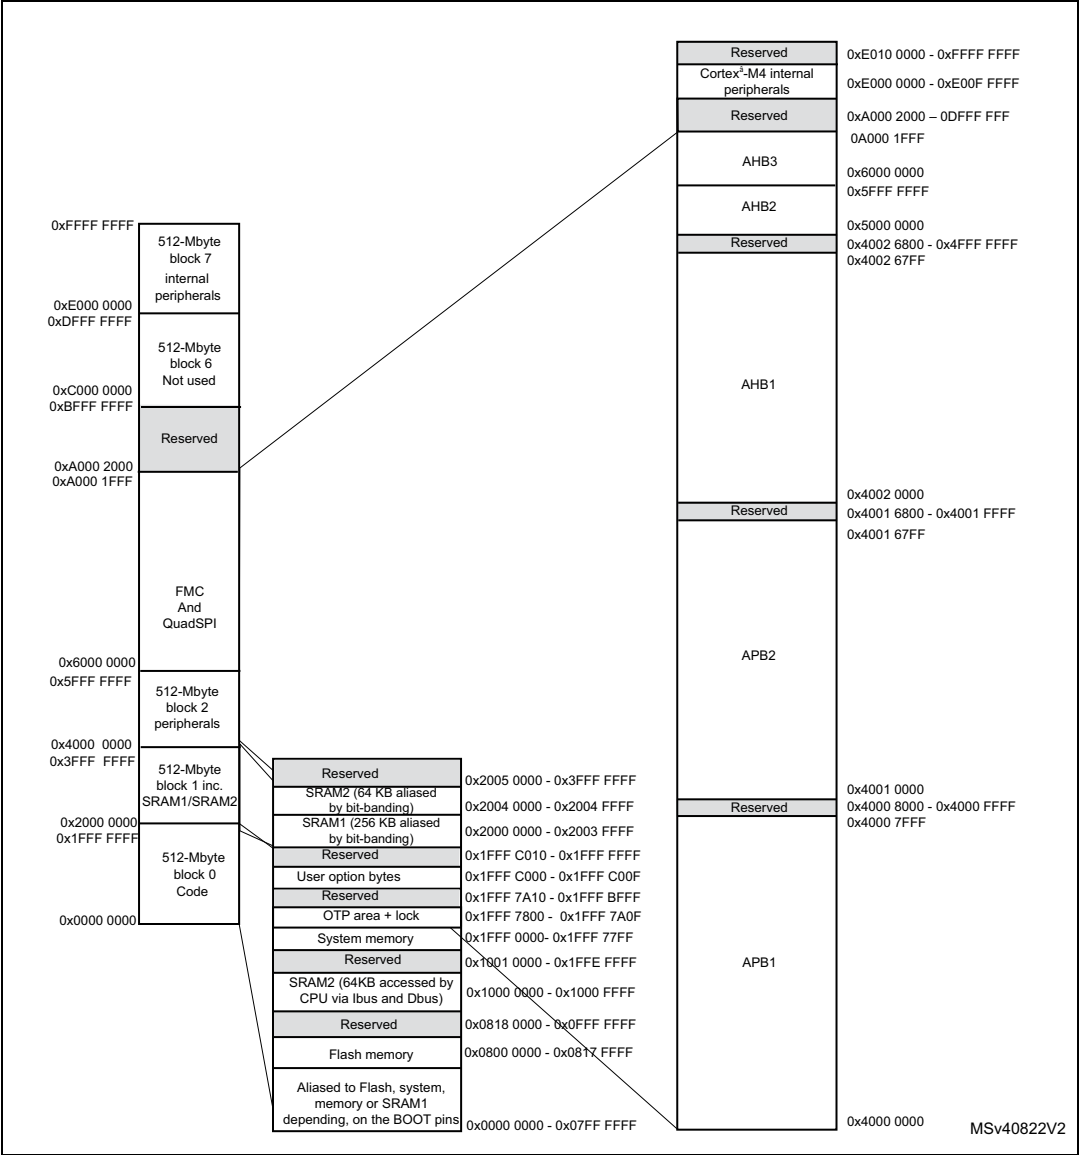 0xFFFF FFFF
512-Mbyte
block 7
internal
peripherals
0xE000 0000
0xDFFF FFFF
512-Mbyte
block 6
Not used
0xC000 0000
0xBFFF FFFF
Reserved
0xA000 2000
0xA000 1FFF
FMC
And
QuadSPI
0x6000 0000
0x5FFF FFFF
512-Mbyte
block 2
peripherals
0x4000  0000
0x3FFF  FFFF
512-Mbyte
block 1 inc.
SRAM1/SRAM2
0x2000 0000
0x1FFF FFFF
512-Mbyte
block 0
Code
0x0000 0000
Reserved
0x2005 0000 - 0x3FFF FFFF
SRAM2 (64 KB aliased
by bit-banding)
0x2004 0000 - 0x2004 FFFF
SRAM1 (256 KB aliased
by bit-banding)
0x2000 0000 - 0x2003 FFFF
Reserved
0x1FFF C010 - 0x1FFF FFFF
User option bytes
0x1FFF C000 - 0x1FFF C00F
Reserved
0x1FFF 7A10 - 0x1FFF BFFF
OTP area + lock
0x1FFF 7800 -  0x1FFF 7A0F
System memory
0x1FFF 0000- 0x1FFF 77FF
Reserved
0x1001 0000 - 0x1FFE FFFF
SRAM2 (64KB accessed by
CPU via Ibus and Dbus)
0x1000 0000 - 0x1000 FFFF
Reserved
0x0818 0000 - 0x0FFF FFFF
Flash memory
0x0800 0000 - 0x0817 FFFF
Aliased to Flash, system,
memory or SRAM1
depending, on the BOOT pins
0x0000 0000 - 0x07FF FFFF
Reserved
0xE010 0000 - 0xFFFF FFFF
Cortexâ-M4 internal
peripherals
0xE000 0000 - 0xE00F FFFF
Reserved
0xA000 2000 – 0DFFF FFF
0A000 1FFF
AHB3
0x6000 0000
0x5FFF FFFF
AHB2
0x5000 0000
Reserved
0x4002 6800 - 0x4FFF FFFF
0x4002 67FF
AHB1
0x4002 0000
Reserved
0x4001 6800 - 0x4001 FFFF
0x4001 67FF
APB2
0x4001 0000
Reserved
0x4000 8000 - 0x4000 FFFF
0x4000 7FFF
APB1
0x4000 0000
MSv40822V2